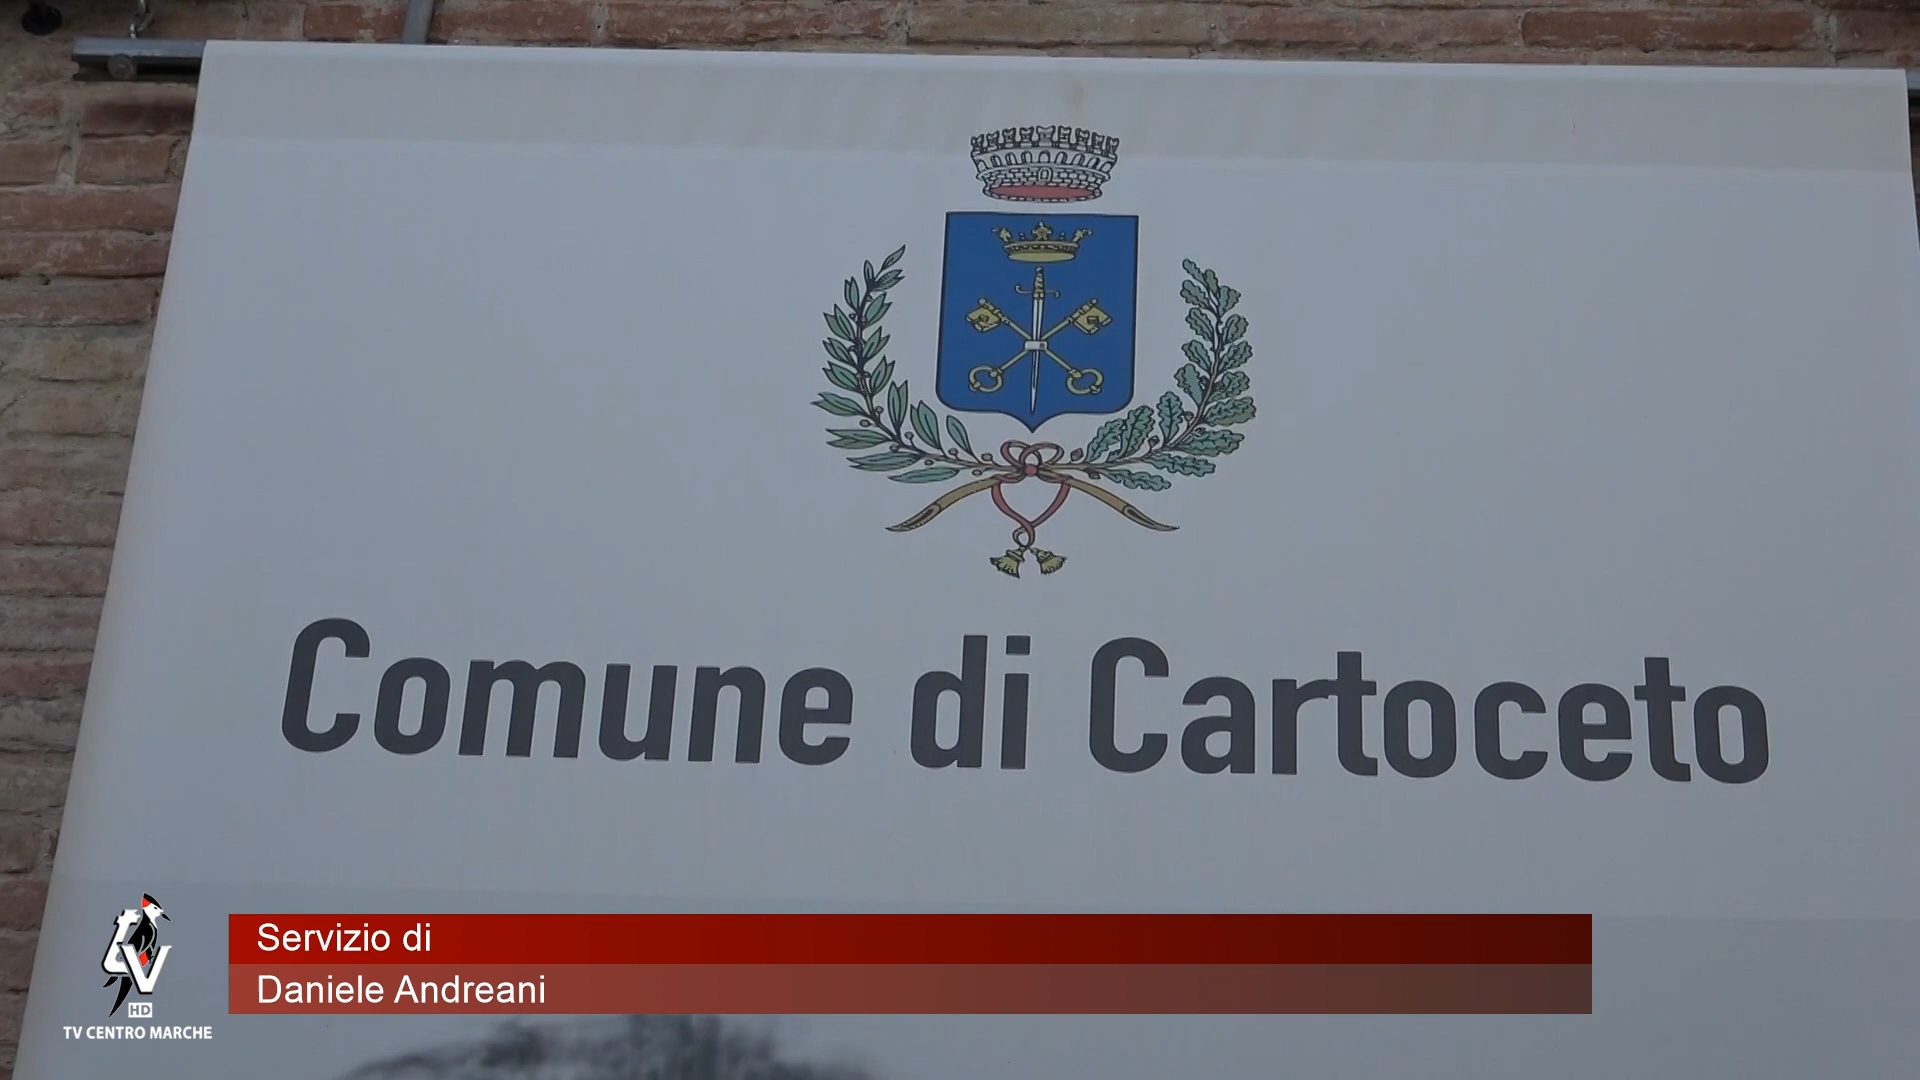 Comune di Cartoceto
Servizio di
Daniele Andreani
HD
TV CENTRO MARCHE